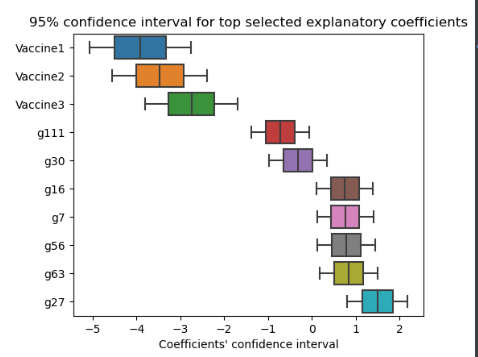 95% confidence interval for top selected explanatory coefficients
Vaccine1
Vaccine2
Vaccine3
g111
g30
g16
g7
g56
g63
g27
−5 −4 −3 −2 −1 0 1 2
Coefficients' confidence interval